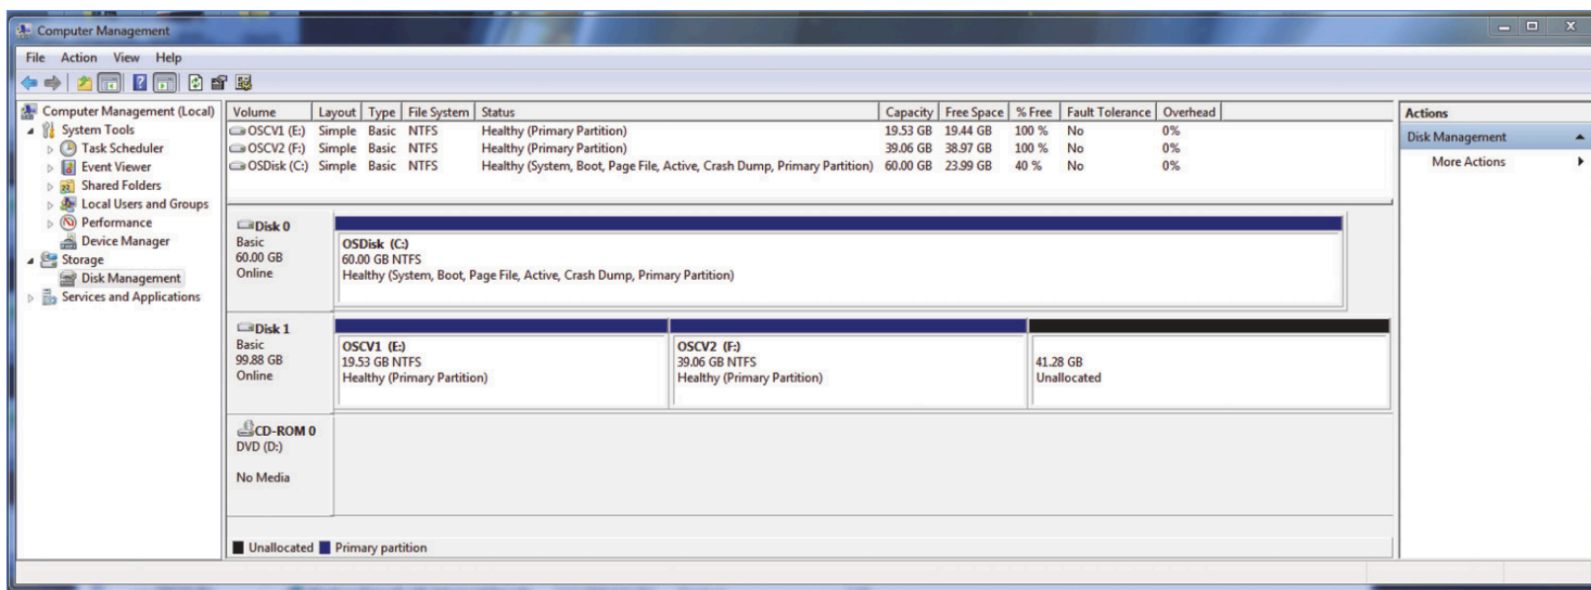 Computer Management
File Action View Help
Computer Management (Local)
System Tools
Task Scheduler
Event Viewer
Shared Folders
Local Users and Groups
Performance
Device Manager
Storage
Disk Management
Services and Applications
Volume Layout Type File System Status Capacity Free Space % Free Fault Tolerance Overhead
OSCV1 (E:) Simple Basic NTFS Healthy (Primary Partition) 19.53 GB 19.44 GB 100 % No 0%
OSCV2 (F:) Simple Basic NTFS Healthy (Primary Partition) 39.06 GB 38.97 GB 100 % No 0%
OSDisk (C:) Simple Basic NTFS Healthy (System, Boot, Page File, Active, Crash Dump, Primary Partition) 60.00 GB 23.99 GB 40 % No 0%
Disk 0
Basic
60.00 GB
Online
OSDisk (C:)
60.00 GB NTFS
Healthy (System, Boot, Page File, Active, Crash Dump, Primary Partition)
Disk 1
Basic
99.88 GB
Online
OSCV1 (E:)
19.53 GB NTFS
Healthy (Primary Partition)
OSCV2 (F:)
39.06 GB NTFS
Healthy (Primary Partition)
41.28 GB
Unallocated
CD-ROM 0
DVD (D:)
No Media
Unallocated Primary partition
Actions
Disk Management
More Actions